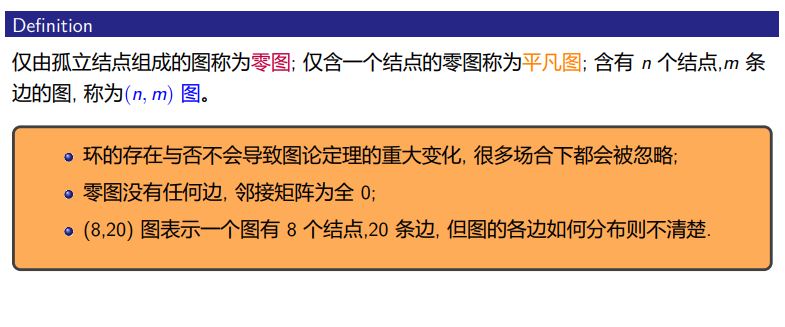 Definition
仅由孤立结点组成的图称为零图; 仅含一个结点的零图称为平凡图; 含有 n 个结点,m 条
边的图, 称为(n, m) 图。
环的存在与否不会导致图论定理的重大变化, 很多场合下都会被忽略;
零图没有任何边, 邻接矩阵为全 0;
(8,20) 图表示一个图有 8 个结点,20 条边, 但图的各边如何分布则不清楚.